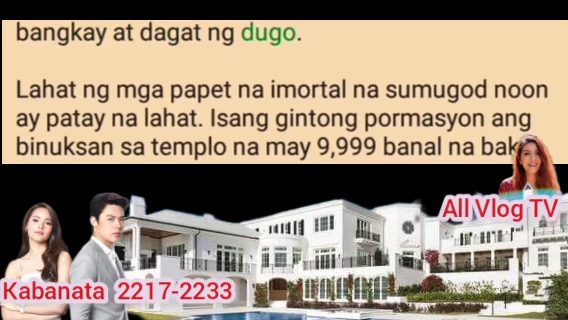 bangkay at dagat ng dugo.
Lahat ng mga papet na imortal na sumugod noon
ay patay na lahat. Isang gintong pormasyon ang
binuksan sa templo na may 9,999 banal na
All Vlog TV
Kabanata 2217-2233